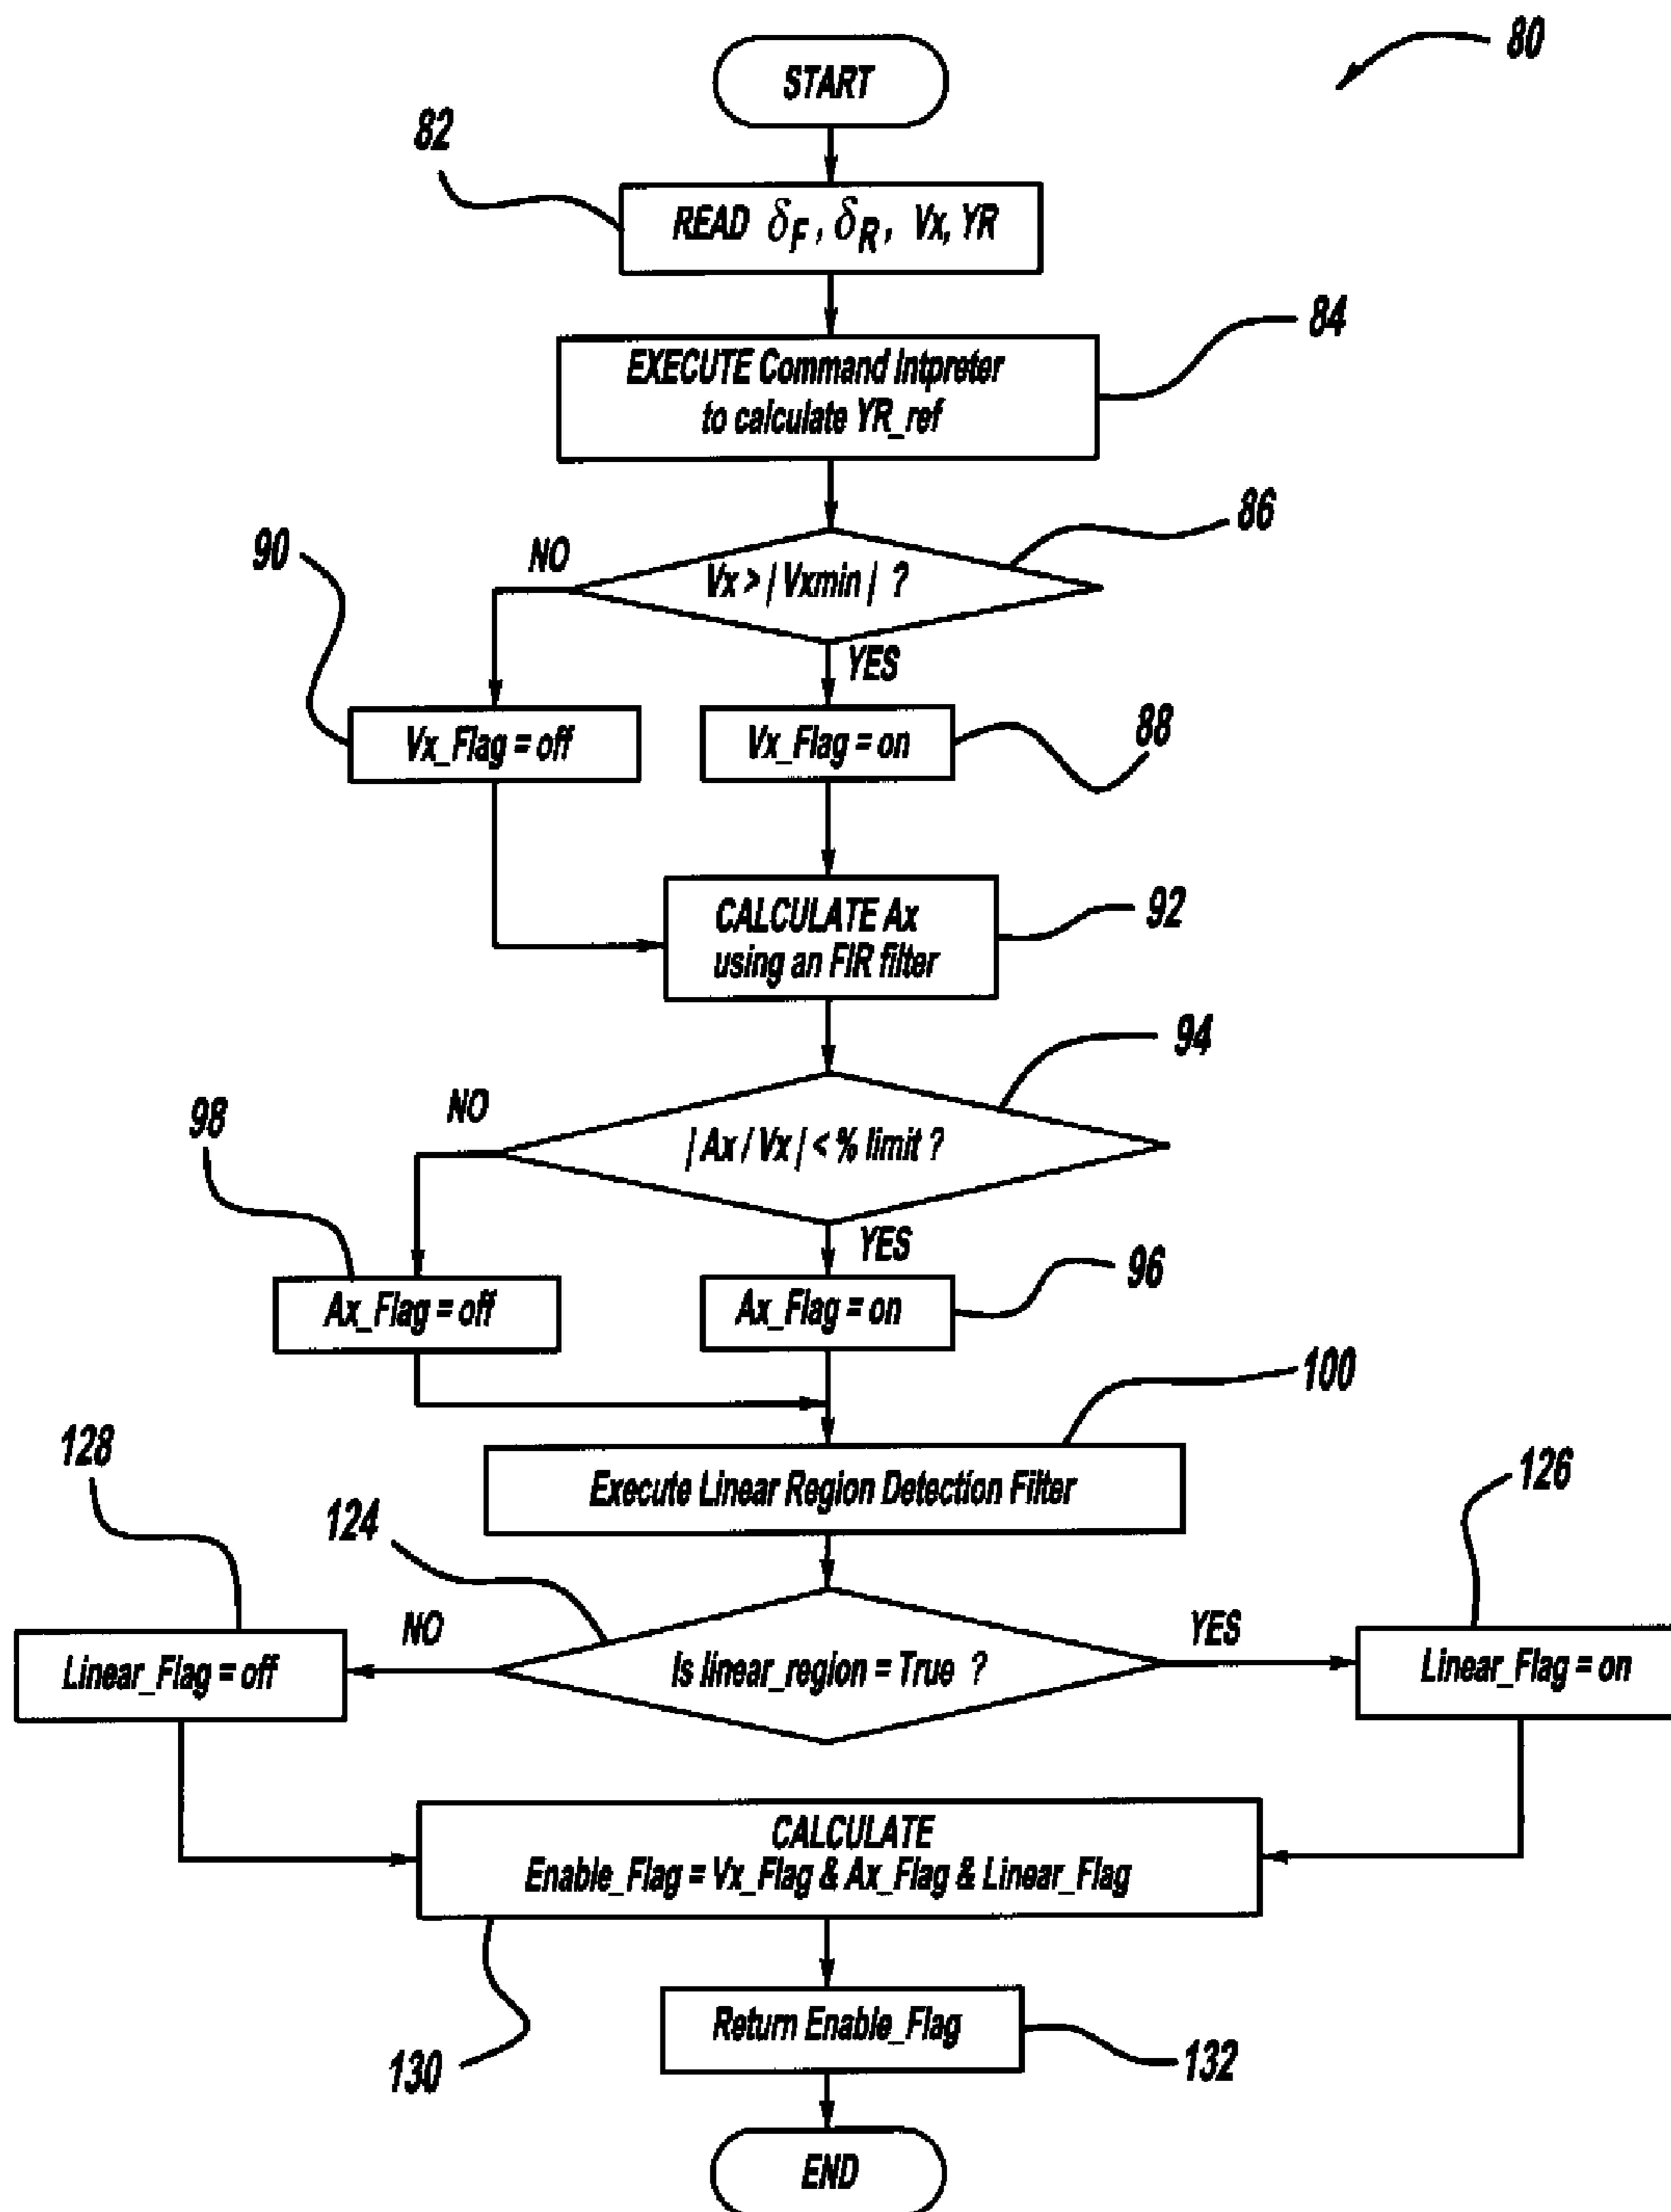 80
START
82
READ δF, δR, Vx, YR
84
EXECUTE Command Intpreter
to calculate YR_ref
86
90
NO
Vx > | Vxmin | ?
YES
88
Vx_Flag = off
Vx_Flag = on
92
CALCULATE Ax
using an FIR filter
94
98
NO
| Ax / Vx | < % limit ?
YES
96
Ax_Flag = off
Ax_Flag = on
100
128
126
Execute Linear Region Detection Filter
124
NO
YES
Linear_Flag = off
Is linear_region = True ?
Linear_Flag = on
CALCULATE
Enable_Flag = Vx_Flag & Ax_Flag & Linear_Flag
130
Return Enable_Flag
132
END